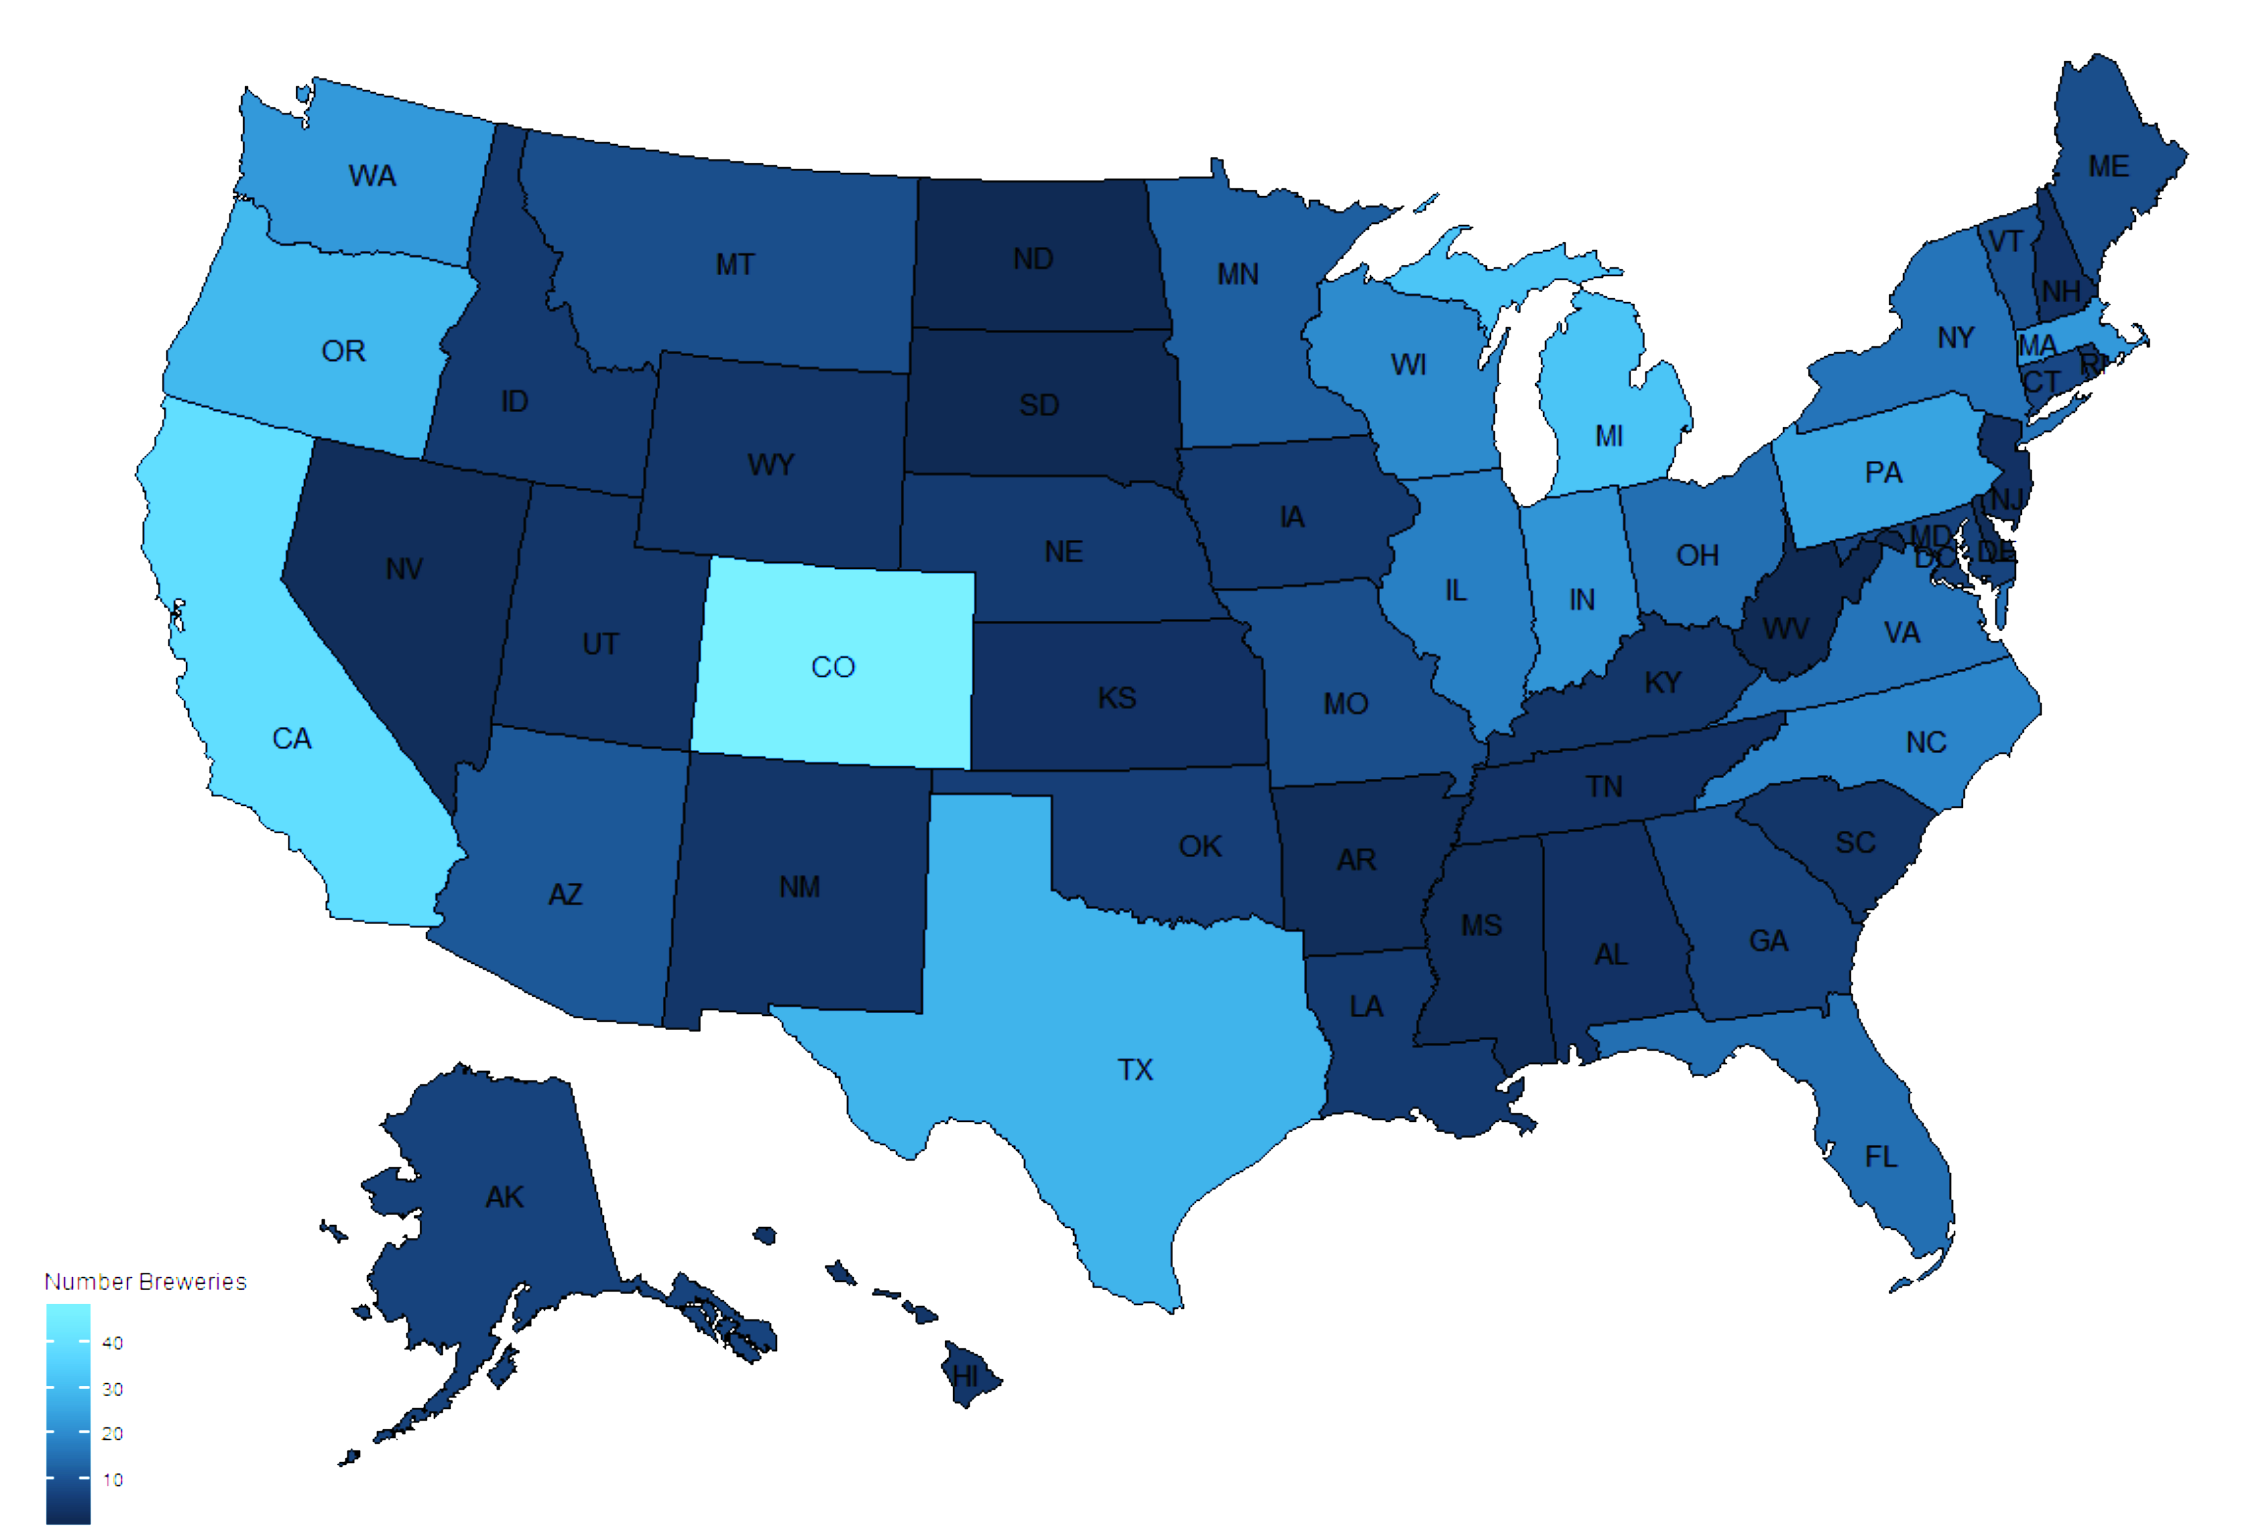 WA
ME
VT
MT
ND
MN
NH
NY
MA
OR
WI
RI
CT
ID
SD
MI
WY
PA
NJ
IA
MD
NE
DC
DE
OH
NV
IL
IN
WV
VA
UT
CO
KY
KS
MO
CA
NC
TN
OK
SC
AR
NM
AZ
MS
GA
AL
LA
TX
FL
AK
Number Breweries
40
HI
30
20
10